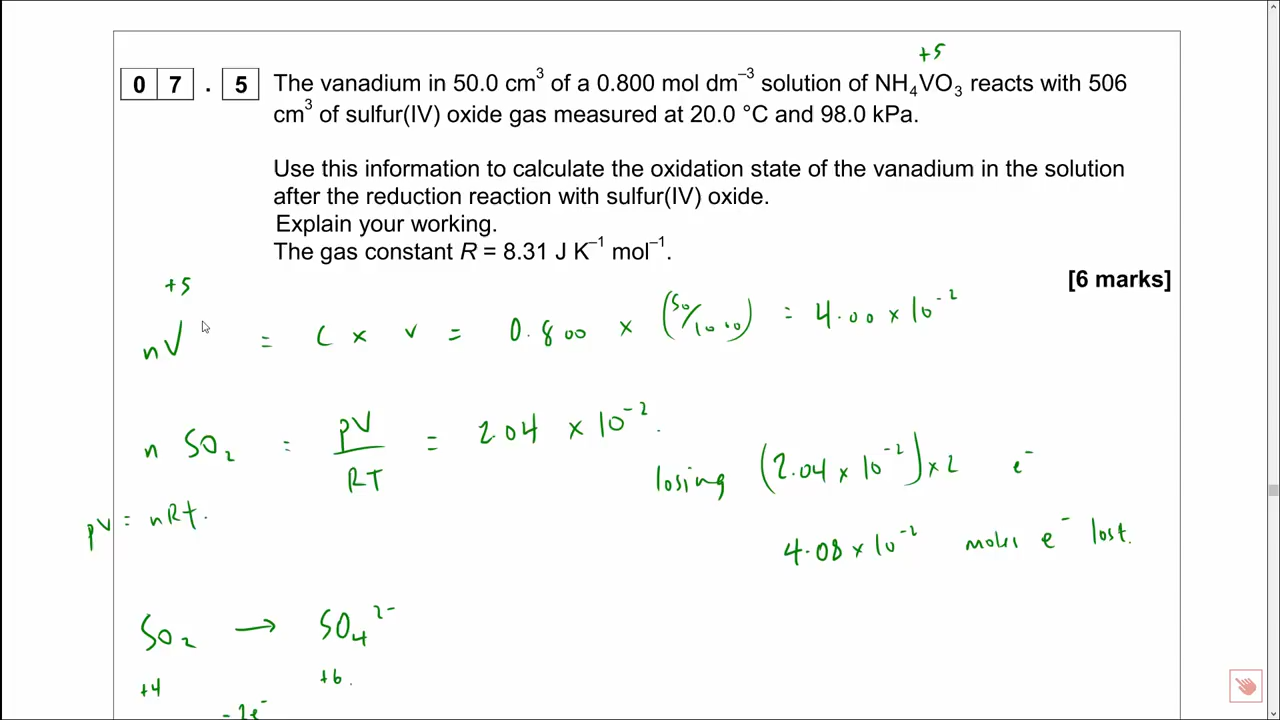 +5
0 7 . 5 The vanadium in 50.0 cm³ of a 0.800 mol dm⁻³ solution of NH₄VO₃ reacts with 506
cm³ of sulfur(IV) oxide gas measured at 20.0 °C and 98.0 kPa.
Use this information to calculate the oxidation state of the vanadium in the solution
after the reduction reaction with sulfur(IV) oxide.
Explain your working.
The gas constant R = 8.31 J K⁻¹ mol⁻¹.
[6 marks]
+5
nV = C × v = 0.800 × (50/1000) = 4.00 × 10⁻²
n SO₂ = pV/RT = 2.04 × 10⁻².
losing (2.04 × 10⁻²) × 2 e⁻
pV = nRt.
4.08 × 10⁻² moles e⁻ lost.
SO₂ → SO₄²⁻
+4 +6.
-2e⁻